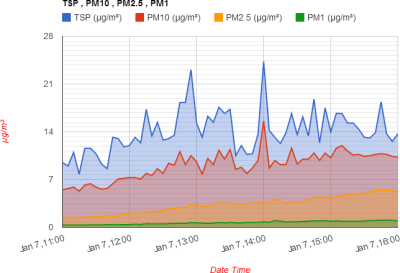 TSP , PM10 , PM2.5 , PM1
TSP (µg/m³) PM10 (µg/m³) PM2.5 (µg/m³) PM1 (µg/m³)
28
21
14
7
0
µg/m³
Jan 7 ,11:00 Jan 7 ,12:00 Jan 7 ,13:00 Jan 7 ,14:00 Jan 7 ,15:00 Jan 7 ,16:00
Date Time